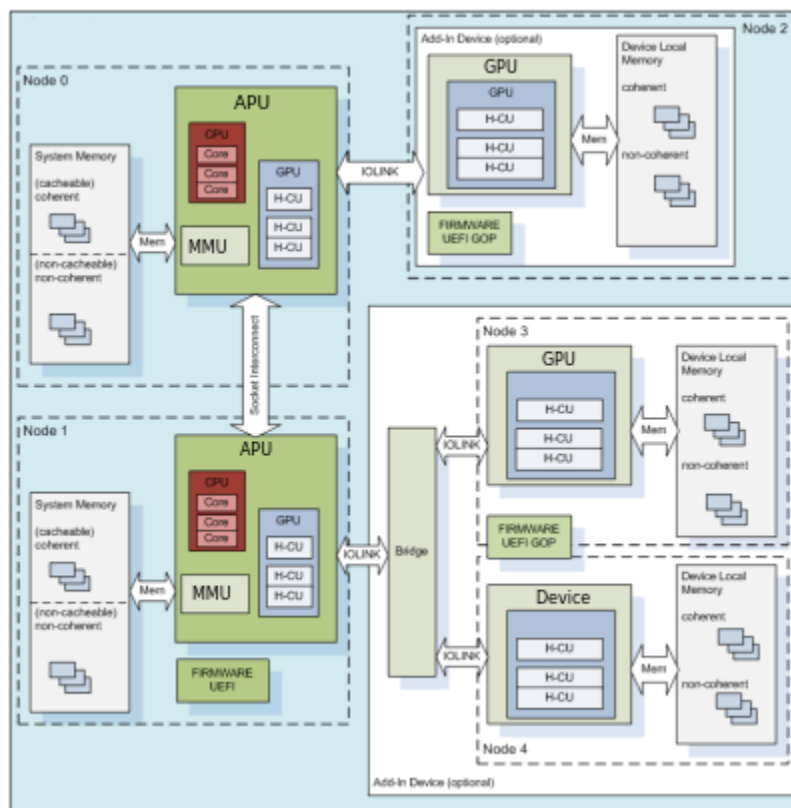 Node 0
System Memory
(cacheable)
coherent
(non-cacheable)
non-coherent
Mem
APU
CPU
Core
Core
Core
MMU
GPU
H-CU
H-CU
H-CU
IOLINK
Node 2
Add-In Device (optional)
GPU
GPU
H-CU
H-CU
H-CU
FIRMWARE
UEFI GOP
Mem
Device Local
Memory
coherent
non-coherent
Socket Interconnect
Node 1
System Memory
(cacheable)
coherent
(non-cacheable)
non-coherent
Mem
APU
CPU
Core
Core
Core
MMU
GPU
H-CU
H-CU
H-CU
FIRMWARE
UEFI
IOLINK
Bridge
IOLINK
Node 3
GPU
H-CU
H-CU
H-CU
FIRMWARE
UEFI GOP
Mem
Device Local
Memory
coherent
non-coherent
IOLINK
Device
H-CU
H-CU
H-CU
Mem
Device Local
Memory
coherent
non-coherent
Node 4
Add-In Device (optional)